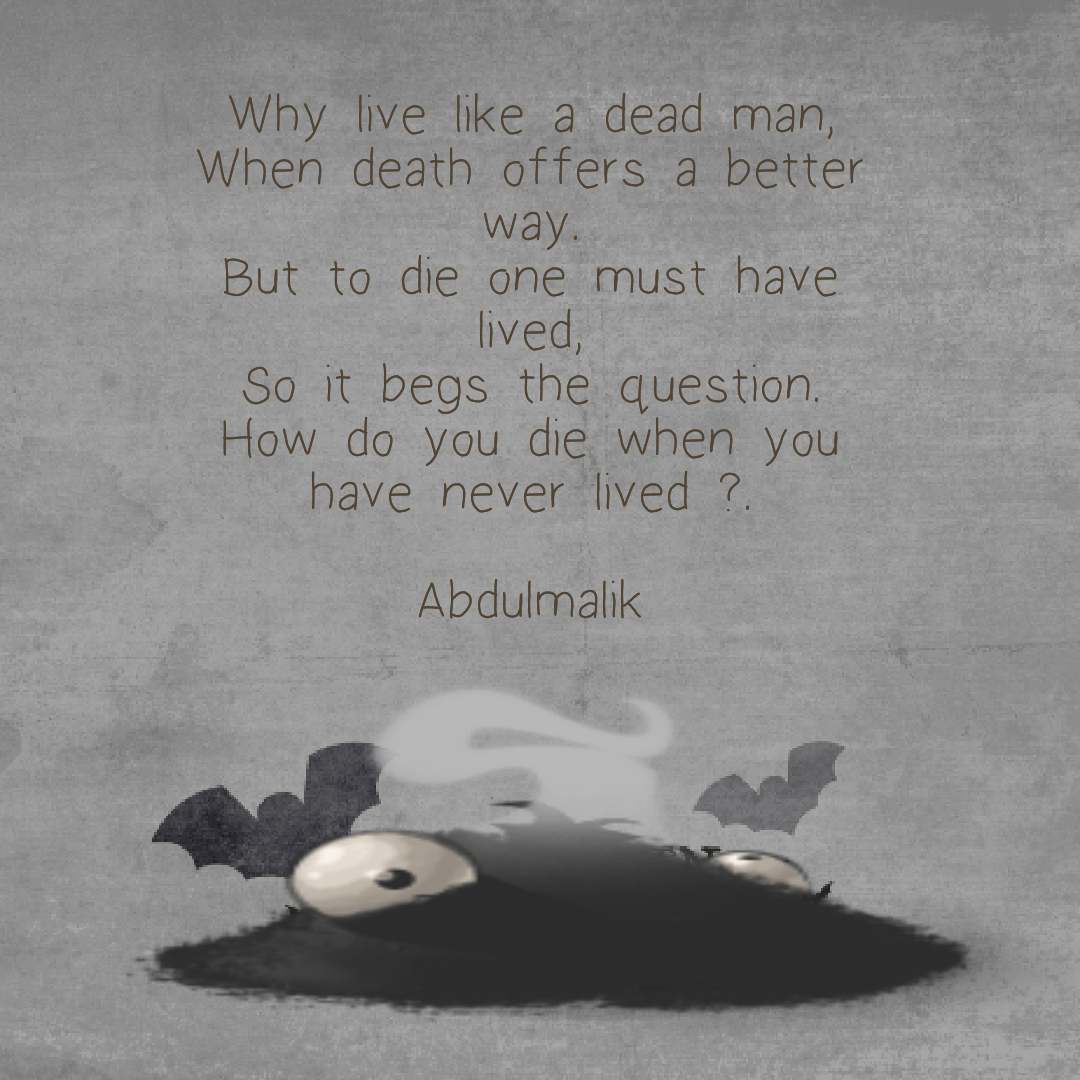 Why live like a dead man,
When death offers a better
way.
But to die one must have
lived,
So it begs the question.
How do you die when you
have never lived ?.
Abdulmalik